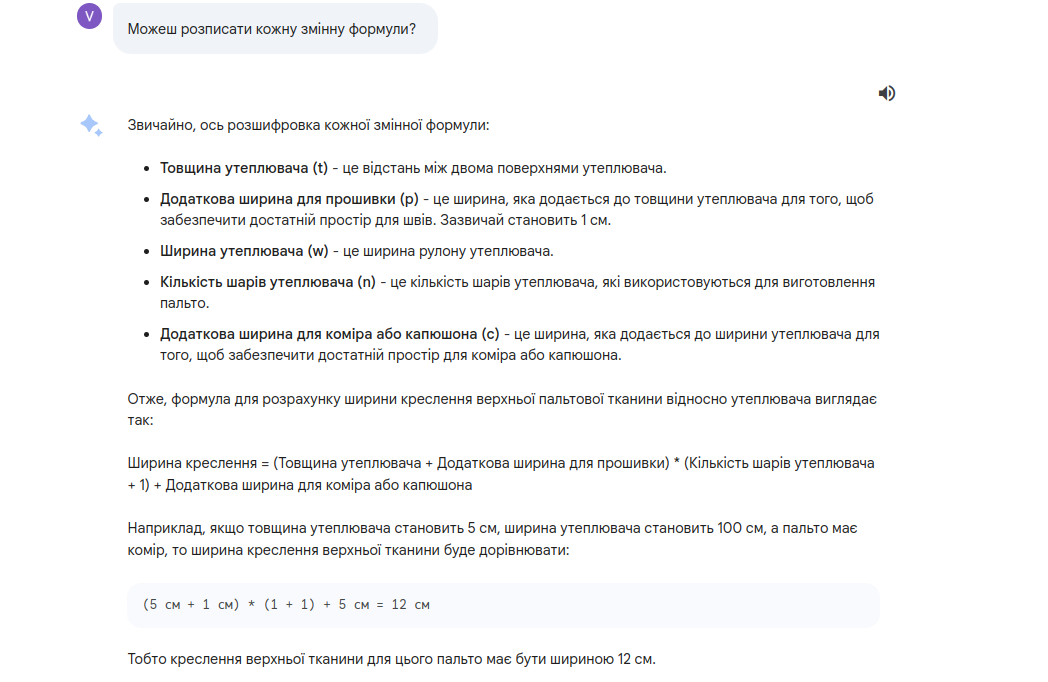 V
Можеш розписати кожну змінну формули?
Звичайно, ось розшифровка кожної змінної формули:
• Товщина утеплювача (t) - це відстань між двома поверхнями утеплювача.
• Додаткова ширина для прошивки (p) - це ширина, яка додається до товщини утеплювача для того, щоб
забезпечити достатній простір для швів. Зазвичай становить 1 см.
• Ширина утеплювача (w) - це ширина рулону утеплювача.
• Кількість шарів утеплювача (n) - це кількість шарів утеплювача, які використовуються для виготовлення
пальто.
• Додаткова ширина для коміра або капюшона (c) - це ширина, яка додається до ширини утеплювача для
того, щоб забезпечити достатній простір для коміра або капюшона.
Отже, формула для розрахунку ширини креслення верхньої пальтової тканини відносно утеплювача виглядає
так:
Ширина креслення = (Товщина утеплювача + Додаткова ширина для прошивки) * (Кількість шарів утеплювача
+ 1) + Додаткова ширина для коміра або капюшона
Наприклад, якщо товщина утеплювача становить 5 см, ширина утеплювача становить 100 см, а пальто має
комір, то ширина креслення верхньої тканини буде дорівнювати:
(5 см + 1 см) * (1 + 1) + 5 см = 12 см
Тобто креслення верхньої тканини для цього пальто має бути шириною 12 см.